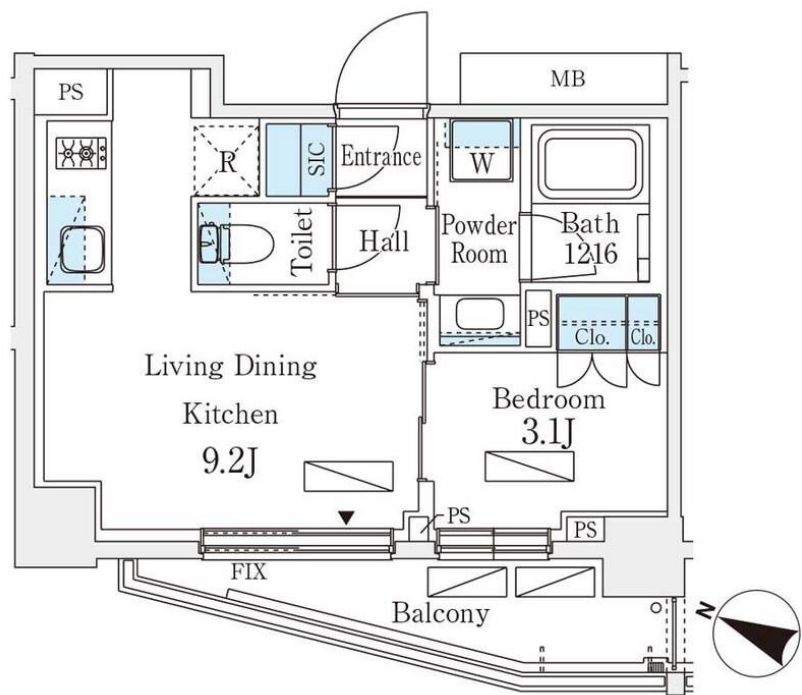 PS
MB
R
SIC
Entrance
W
Toilet
Hall
Powder
Room
Bath
1216
PS
Clo.
Clo.
Living Dining
Kitchen
9.2J
Bedroom
3.1J
PS
PS
FIX
Balcony
N